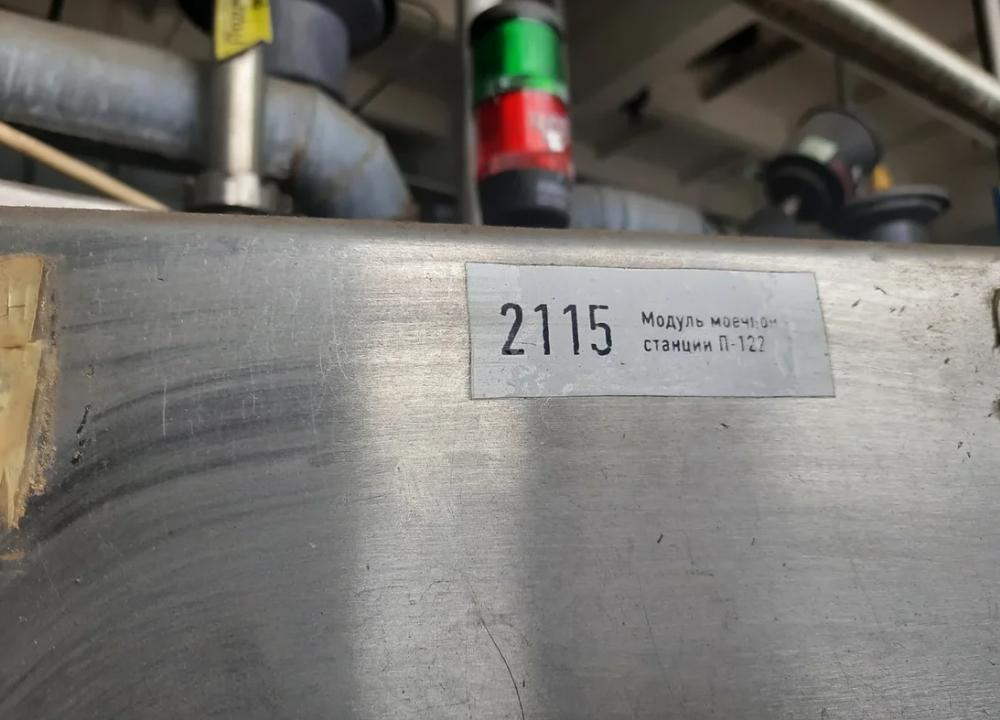 2115
Модуль моечной
станции П-122